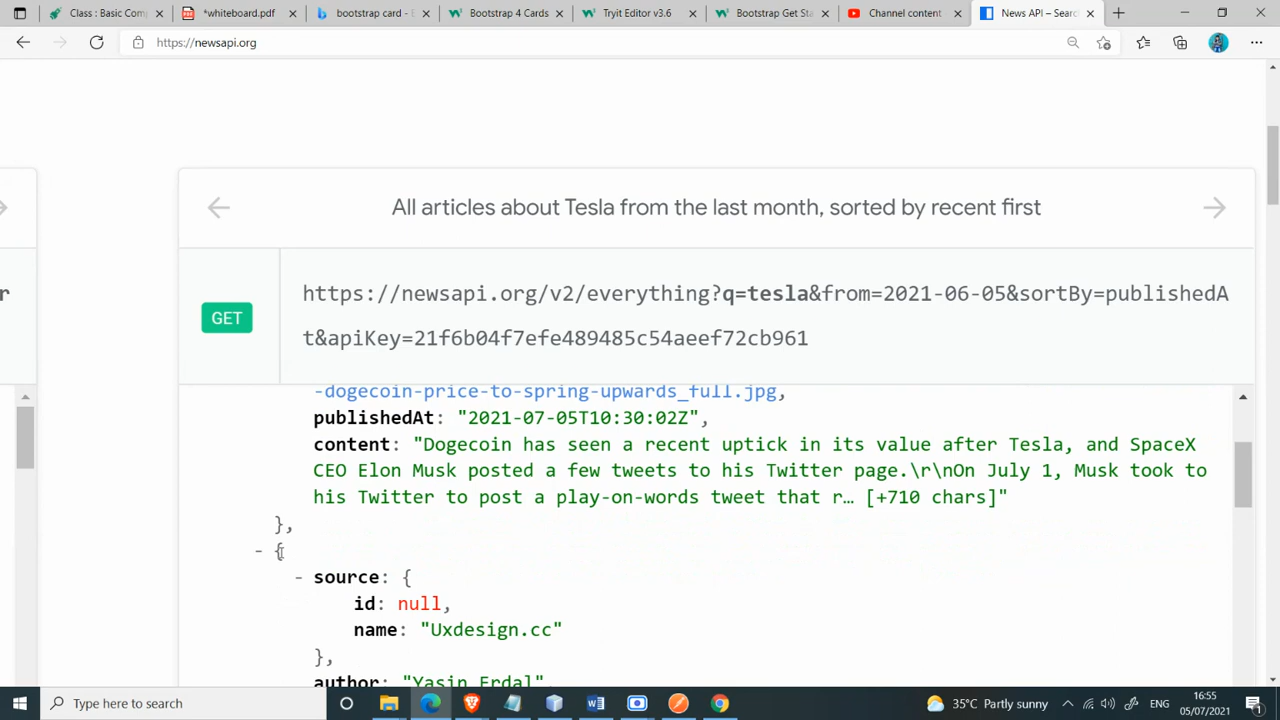 Class : Basic Comp
*whiteboard.pdf
bootstrap card - B
Bootstrap 4 Cards
Tryit Editor v3.6
Bootstrap Get Sta
Channel content
News API – Searc
https://newsapi.org
All articles about Tesla from the last month, sorted by recent first
r
GET
https://newsapi.org/v2/everything?q=tesla&from=2021-06-05&sortBy=publishedA
t&apiKey=21f6b04f7efe489485c54aeef72cb961
-dogecoin-price-to-spring-upwards_full.jpg,
publishedAt: "2021-07-05T10:30:02Z",
content: "Dogecoin has seen a recent uptick in its value after Tesla, and SpaceX
CEO Elon Musk posted a few tweets to his Twitter page.\r\nOn July 1, Musk took to
his Twitter to post a play-on-words tweet that r… [+710 chars]"
},
- {
- source: {
id: null,
name: "Uxdesign.cc"
},
author: "Yasin Erdal",
Type here to search
35°C Partly sunny
ENG
16:55
05/07/2021
1